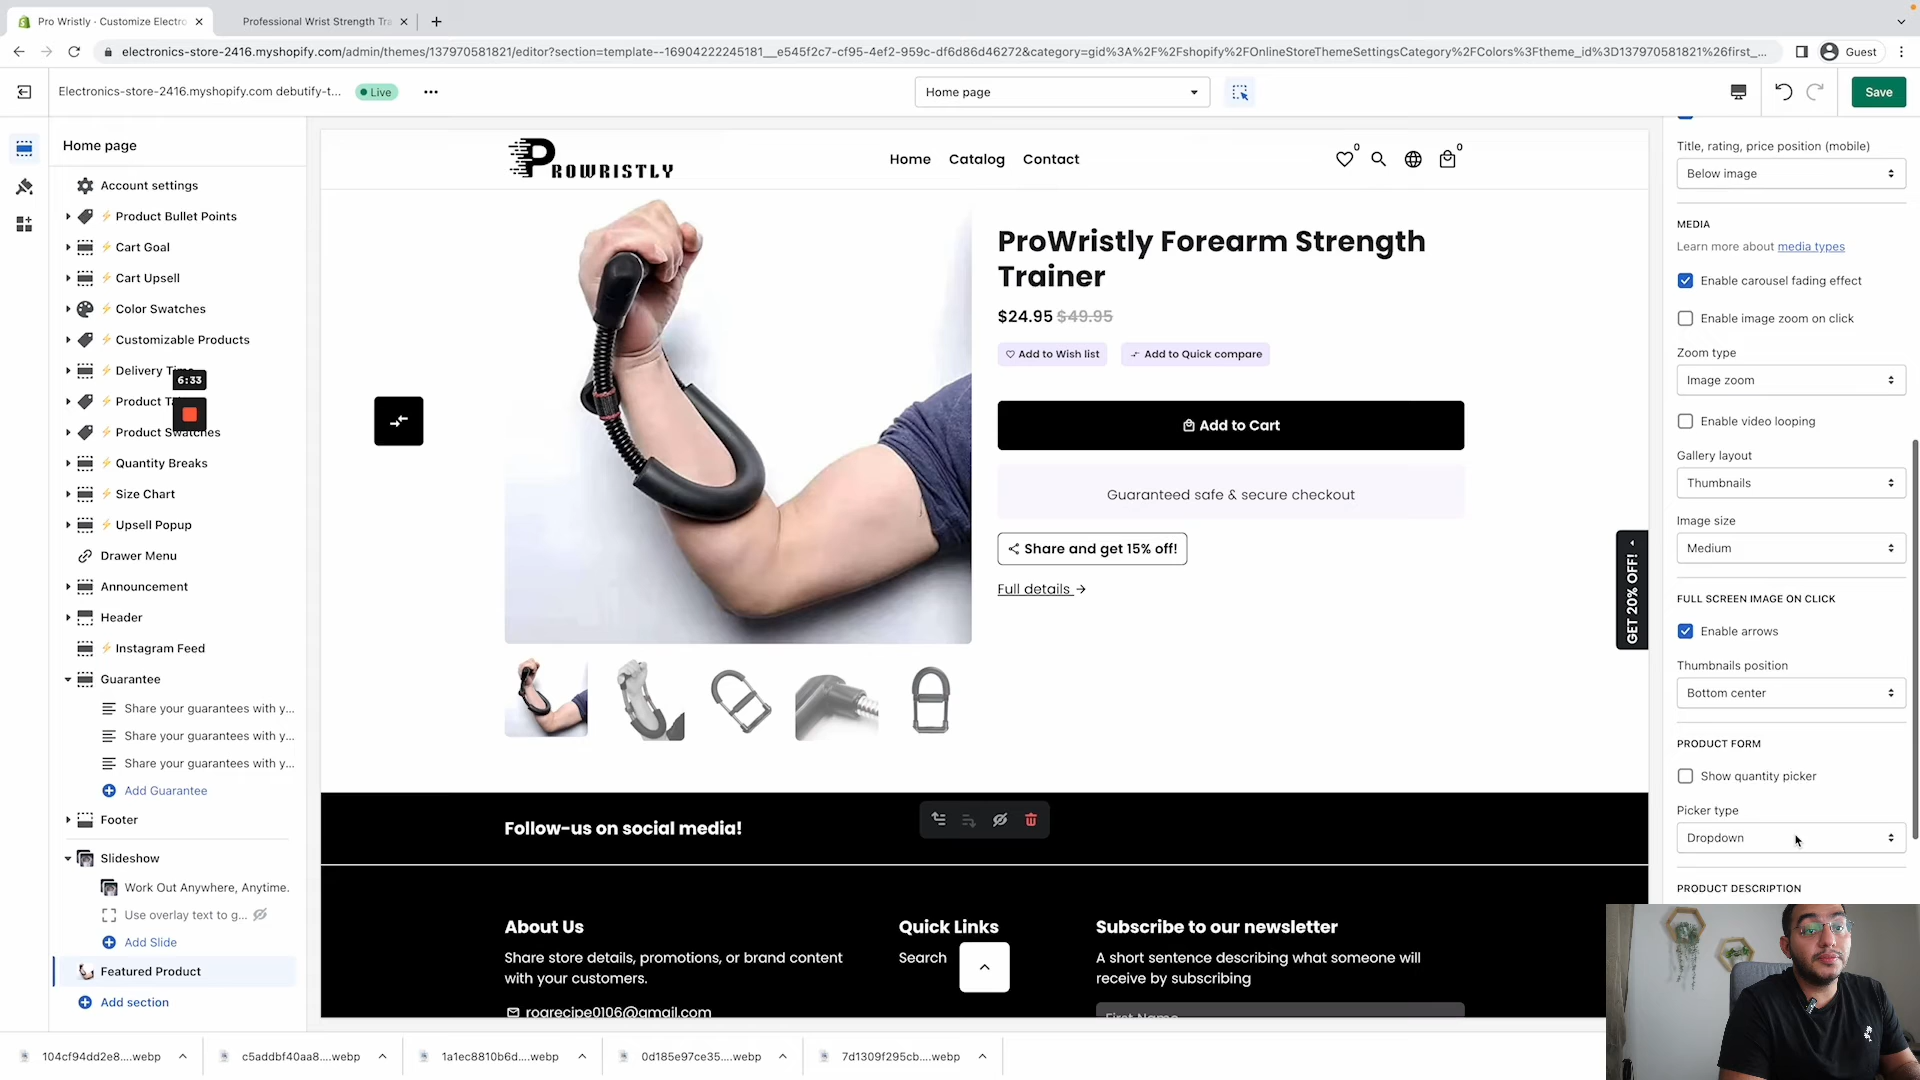 Pro Wristly · Customize Electro
Professional Wrist Strength Tra
electronics-store-2416.myshopify.com/admin/themes/137970581821/editor?section=template--16904222245181__e545f2c7-cf95-4ef2-959c-df6d86d46272&category=gid%3A%2F%2Fshopify%2FOnlineStoreThemeSettingsCategory%2FColors%3Ftheme_id%3D137970581821%26first_...
Guest
Electronics-store-2416.myshopify.com debutify-t...
Live
Home page
Save
Home page
Account settings
Product Bullet Points
Cart Goal
Cart Upsell
Color Swatches
Customizable Products
Delivery
6:33
Product
Product Swatches
Quantity Breaks
Size Chart
Upsell Popup
Drawer Menu
Announcement
Header
Instagram Feed
Guarantee
Share your guarantees with y...
Share your guarantees with y...
Share your guarantees with y...
Add Guarantee
Footer
Slideshow
Work Out Anywhere, Anytime.
Use overlay text to g...
Add Slide
Featured Product
Add section
PROWRISTLY
Home
Catalog
Contact
0
0
ProWristly Forearm Strength
Trainer
$24.95 $49.95
Add to Wish list
Add to Quick compare
Add to Cart
Guaranteed safe & secure checkout
Share and get 15% off!
Full details
GET 20% OFF!
Follow-us on social media!
About Us
Share store details, promotions, or brand content
with your customers.
rogrecipe0106@gmail.com
Quick Links
Search
Subscribe to our newsletter
A short sentence describing what someone will
receive by subscribing
First Name
Title, rating, price position (mobile)
Below image
MEDIA
Learn more about media types
Enable carousel fading effect
Enable image zoom on click
Zoom type
Image zoom
Enable video looping
Gallery layout
Thumbnails
Image size
Medium
FULL SCREEN IMAGE ON CLICK
Enable arrows
Thumbnails position
Bottom center
PRODUCT FORM
Show quantity picker
Picker type
Dropdown
PRODUCT DESCRIPTION
104cf94dd2e8....webp
c5addbf40aa8....webp
1a1ec8810b6d....webp
0d185e97ce35....webp
7d1309f295cb....webp